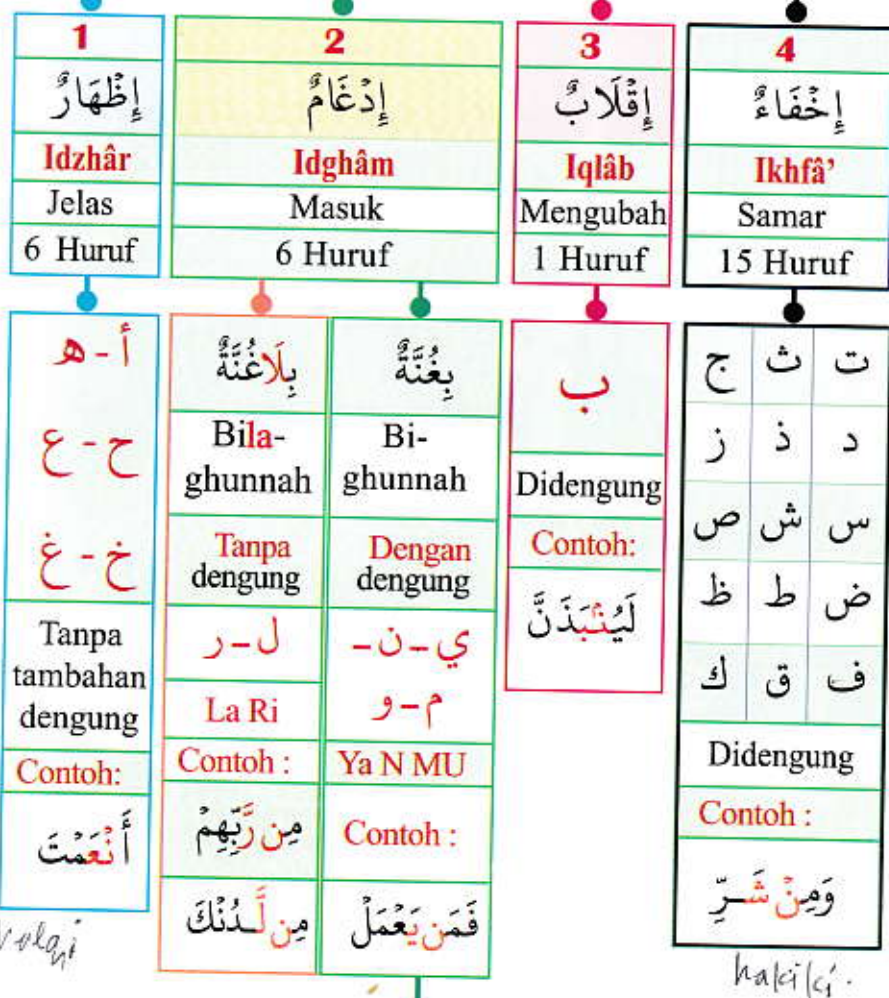 1
إِظْهَارٌ
Idzhâr
Jelas
6 Huruf
أ - ھ
ح - ع
خ - غ
Tanpa
tambahan
dengung
Contoh:
أَنْعَمْتَ
2
إِدْغَامٌ
Idghâm
Masuk
6 Huruf
بِلَاغُنَّةٌ
Bila-
ghunnah
Tanpa
dengung
ل - ر
La Ri
Contoh :
مِن رَّبِّهِمْ
مِن لَّـدُنْكَ
بِغُنَّةٌ
Bi-
ghunnah
Dengan
dengung
ي - ن -
م - و
Ya N MU
Contoh :
فَمَن يَعْمَلْ
3
إِقْلَابٌ
Iqlâb
Mengubah
1 Huruf
ب
Didengung
Contoh:
لَيُنۢبَذَنَّ
4
إِخْفَاءٌ
Ikhfâ’
Samar
15 Huruf
ت ث ج
د ذ ز
س ش ص
ض ط ظ
ف ق ك
Didengung
Contoh :
وَمِنْ شَـرِّ
hakiki.